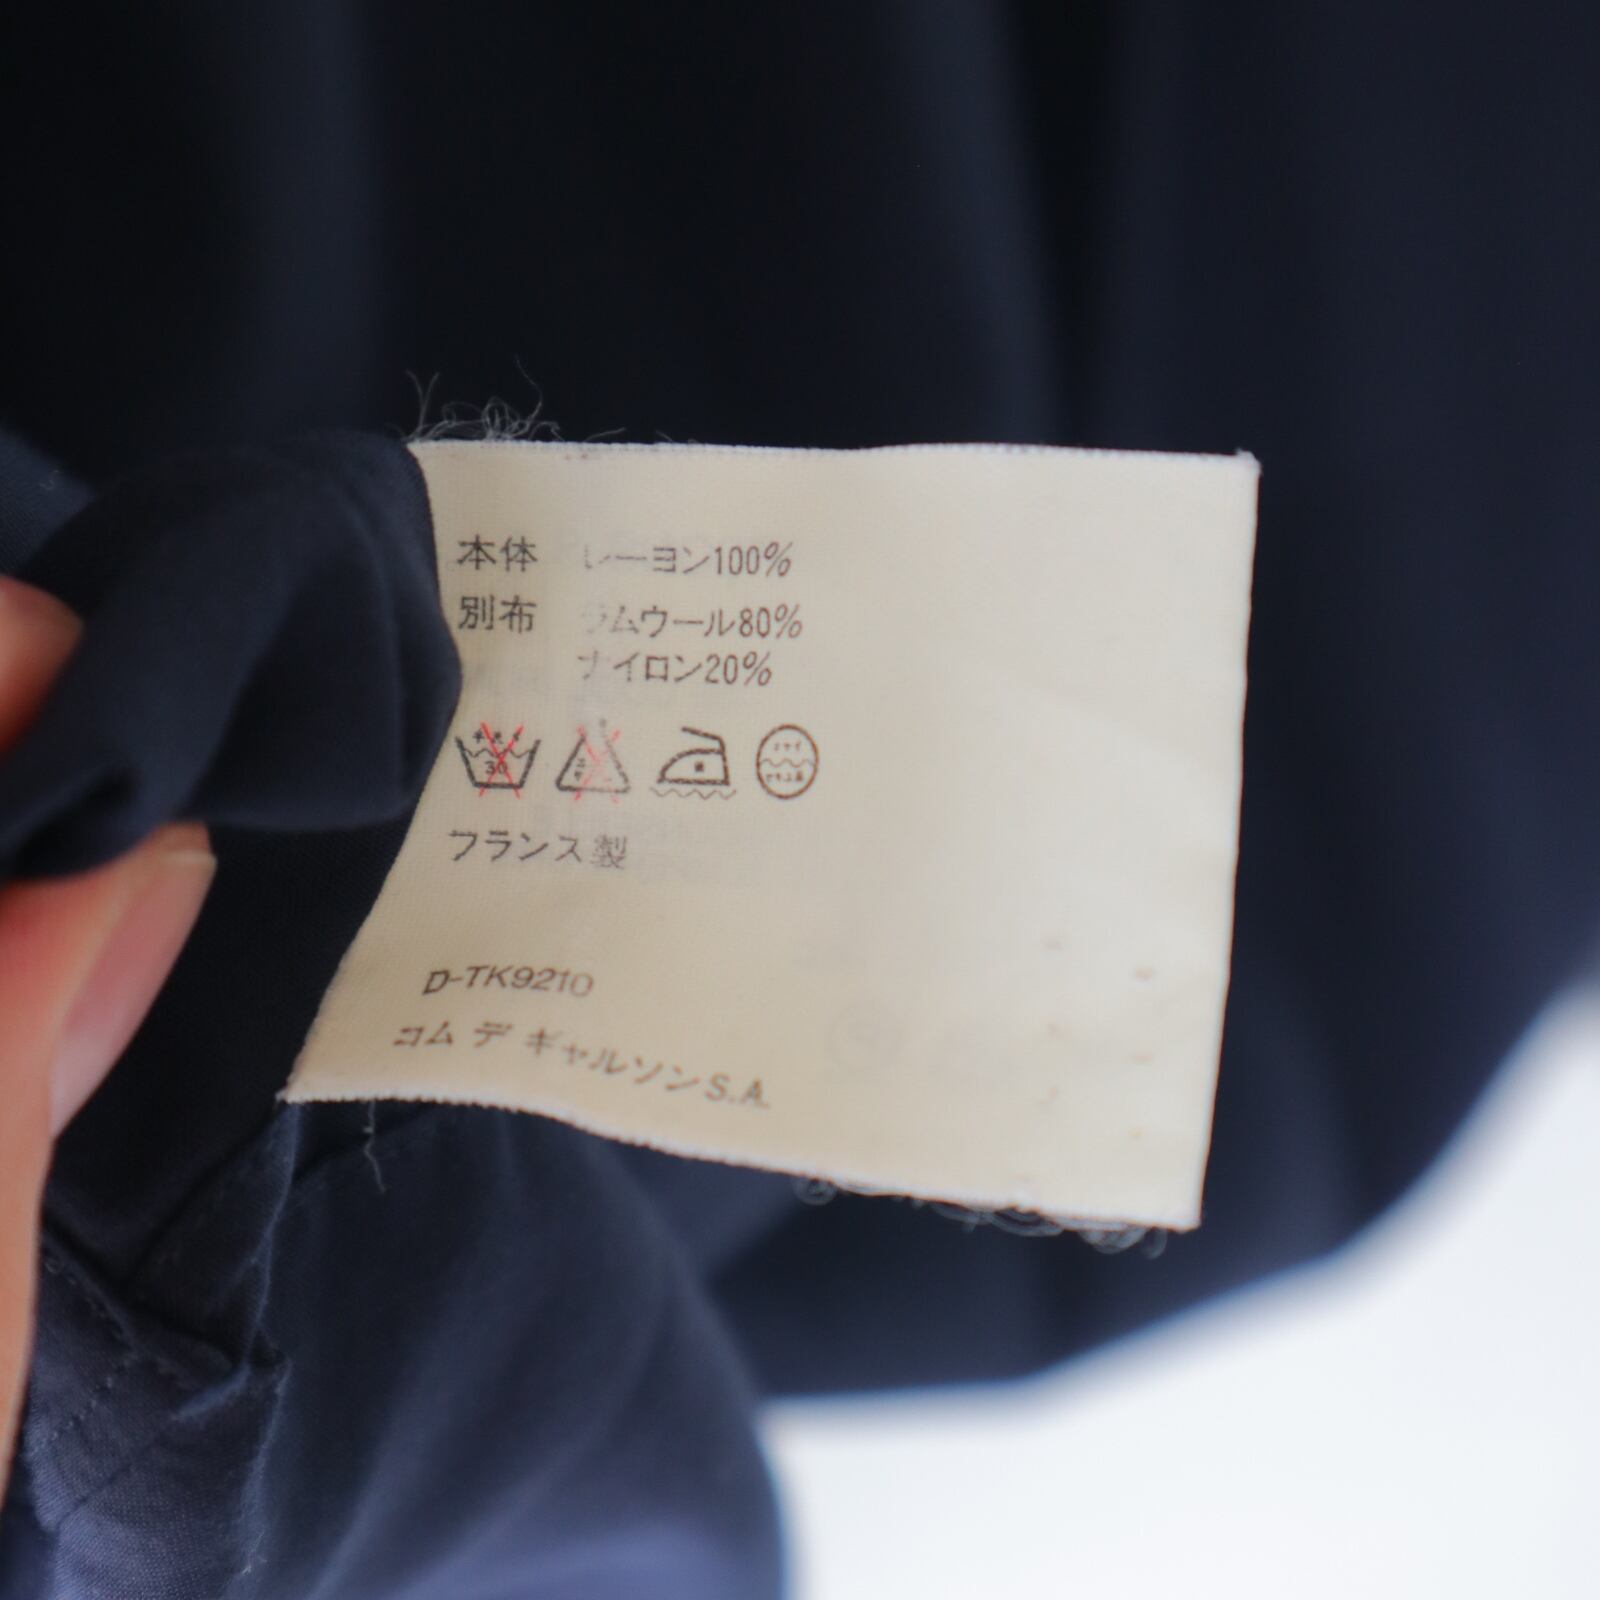 本体 レーヨン100%
別布 ラムウール80%
ナイロン20%
30
フランス製
D-TK9210
コム デ ギャルソンS.A.